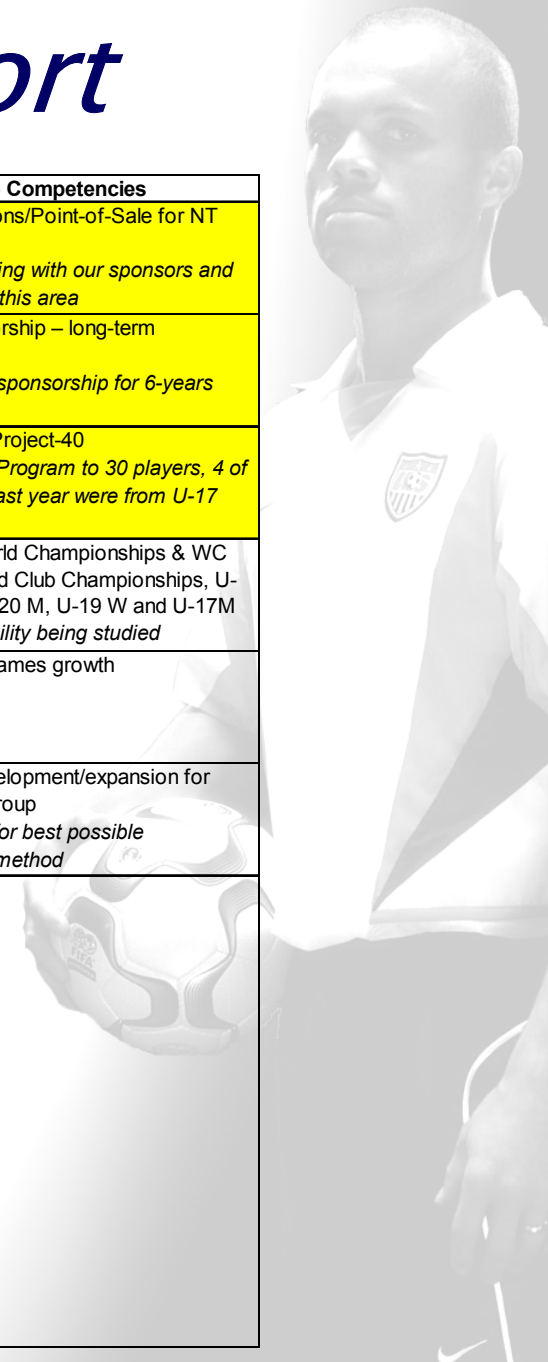 ort
Competencies
ons/Point-of-Sale for NT
ing with our sponsors and
this area
rship – long-term
sponsorship for 6-years
Project-40
Program to 30 players, 4 of
ast year were from U-17
rld Championships & WC
d Club Championships, U-
20 M, U-19 W and U-17M
ility being studied
ames growth
elopment/expansion for
roup
or best possible
method
FIFA